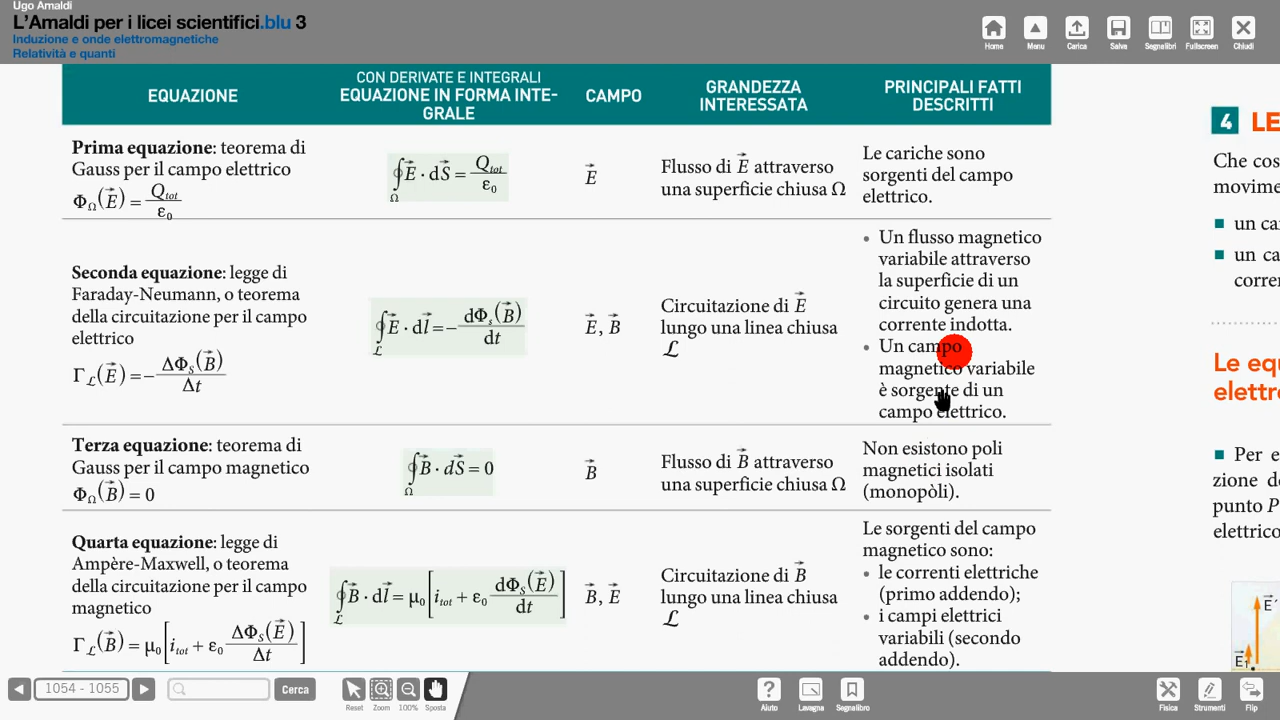 Ugo Amaldi
L'Amaldi per i licei scientifici.blu 3
Induzione e onde elettromagnetiche
Relatività e quanti
Home Menu Carica Salva Segnalibri Fullscreen Chiudi
EQUAZIONE
CON DERIVATE E INTEGRALI
EQUAZIONE IN FORMA INTE-
GRALE
CAMPO
GRANDEZZA
INTERESSATA
PRINCIPALI FATTI
DESCRITTI
Prima equazione: teorema di
Gauss per il campo elettrico
Φ_Ω(E⃗) = Q_tot/ε₀
∮_Ω E⃗ · dS⃗ = Q_tot/ε₀
E⃗
Flusso di E⃗ attraverso
una superficie chiusa Ω
Le cariche sono
sorgenti del campo
elettrico.
Seconda equazione: legge di
Faraday-Neumann, o teorema
della circuitazione per il campo
elettrico
Γ_ℒ(E⃗) = −ΔΦ_s(B⃗)/Δt
∮_ℒ E⃗ · dl⃗ = −dΦ_s(B⃗)/dt
E⃗, B⃗
Circuitazione di E⃗
lungo una linea chiusa
ℒ
• Un flusso magnetico
variabile attraverso
la superficie di un
circuito genera una
corrente indotta.
• Un campo
magnetico variabile
è sorgente di un
campo elettrico.
Terza equazione: teorema di
Gauss per il campo magnetico
Φ_Ω(B⃗) = 0
∮_Ω B⃗ · dS⃗ = 0
B⃗
Flusso di B⃗ attraverso
una superficie chiusa Ω
Non esistono poli
magnetici isolati
(monopòli).
Quarta equazione: legge di
Ampère-Maxwell, o teorema
della circuitazione per il campo
magnetico
Γ_ℒ(B⃗) = μ₀[i_tot + ε₀ ΔΦ_s(E⃗)/Δt]
∮_ℒ B⃗ · dl⃗ = μ₀[i_tot + ε₀ dΦ_s(E⃗)/dt]
B⃗, E⃗
Circuitazione di B⃗
lungo una linea chiusa
ℒ
Le sorgenti del campo
magnetico sono:
• le correnti elettriche
(primo addendo);
• i campi elettrici
variabili (secondo
addendo).
4 LE
Che cos
movime
■ un ca
■ un ca
corren
Le equ
elettro
■ Per e
zione de
punto P
elettrico
E⃗′
E⃗₁
1054 - 1055
Cerca
Reset Zoom 100% Sposta
Aiuto Lavagna Segnalibro
Fisica Strumenti Flip